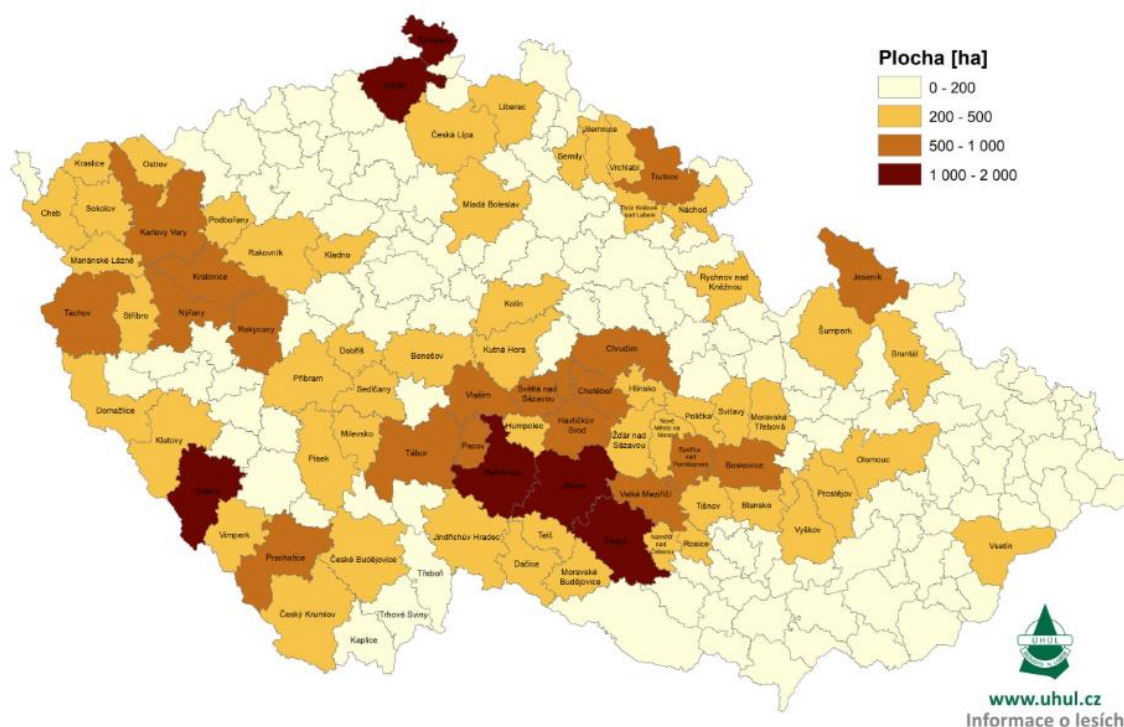 Plocha [ha]
0 - 200
200 - 500
500 - 1 000
1 000 - 2 000
Děčín
Liberec
Česká Lípa
Jilemnice
Semily
Vrchlabí
Trutnov
Dvůr Králové
nad Labem
Náchod
Mladá Boleslav
Kraslice
Ostrov
Cheb
Sokolov
Karlovy Vary
Podbořany
Mariánské Lázně
Rakovník
Kladno
Kralovice
Tachov
Stříbro
Nýřany
Rokycany
Rychnov nad
Kněžnou
Jeseník
Šumperk
Bruntál
Kolín
Kutná Hora
Dobříš
Benešov
Příbram
Sedlčany
Vlašim
Světlá nad
Sázavou
Chrudim
Chotěboř
Hlinsko
Havlíčkův
Brod
Humpolec
Žďár nad
Sázavou
Nové
Město na
Moravě
Polička
Svitavy
Moravská
Třebová
Domažlice
Klatovy
Milevsko
Písek
Tábor
Pacov
Pelhřimov
Jihlava
Bystřice
nad
Pernštejnem
Boskovice
Olomouc
Sušice
Velké Meziříčí
Tišnov
Blansko
Prostějov
Vyškov
Vimperk
Prachatice
České Budějovice
Jindřichův Hradec
Telč
Třebíč
Náměšť
nad
Oslavou
Rosice
Dačice
Moravské
Budějovice
Vsetín
Třeboň
Český Krumlov
Trhové Sviny
Kaplice
ÚHÚL
www.uhul.cz
Informace o lesích